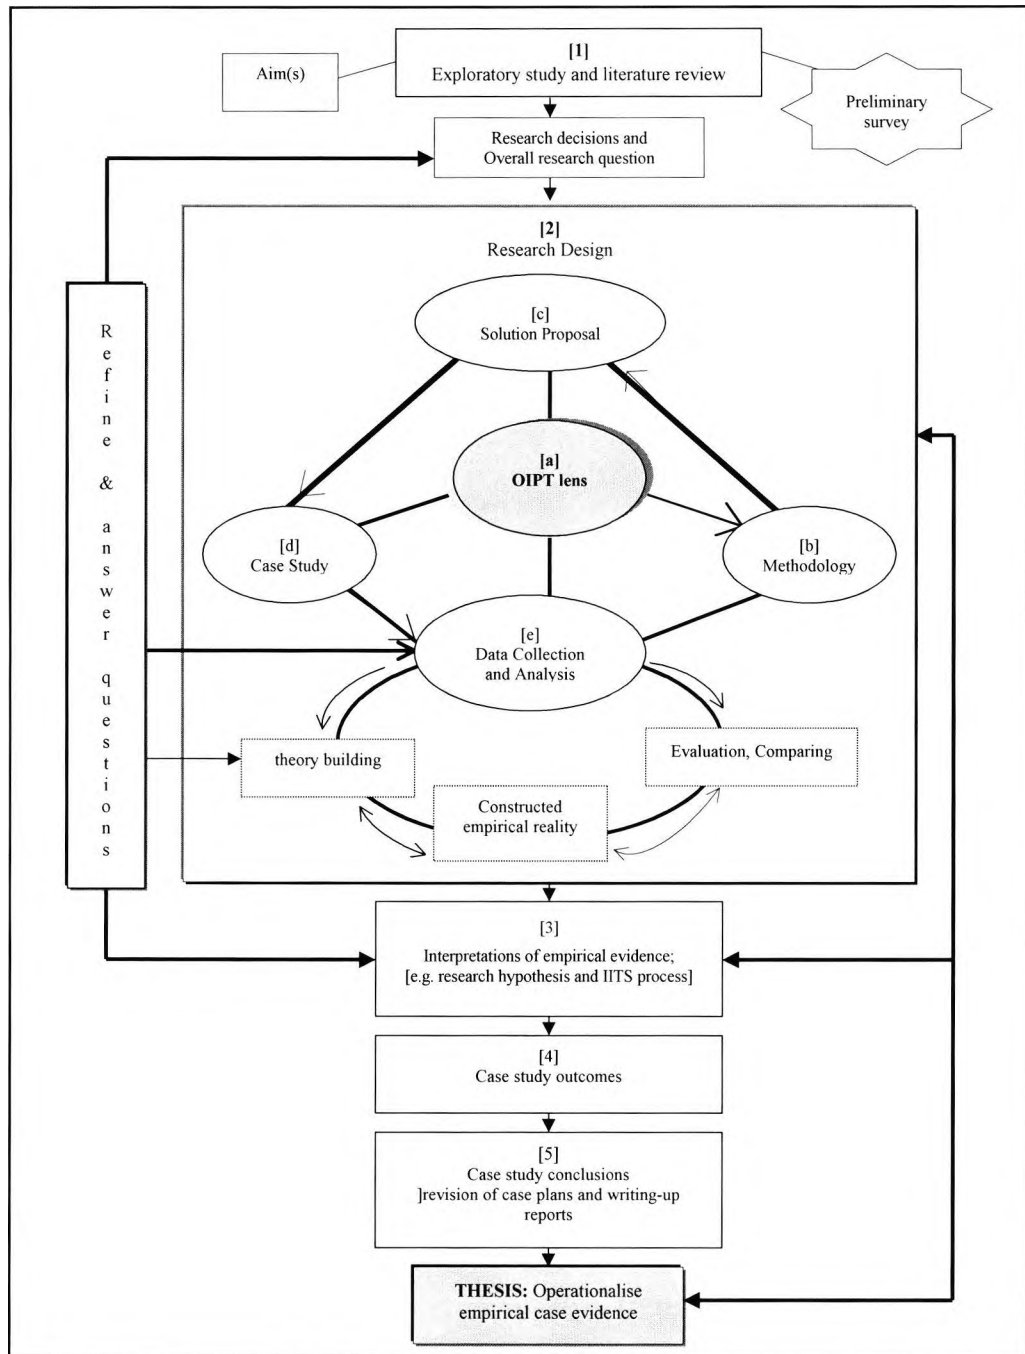 [1]
Exploratory study and literature review
Aim(s)
Preliminary
survey
Research decisions and
Overall research question
[2]
Research Design
[c]
Solution Proposal
[a]
OIPT lens
[d]
Case Study
[b]
Methodology
[e]
Data Collection
and Analysis
theory building
Evaluation, Comparing
Constructed
empirical reality
Refine & answer questions
[3]
Interpretations of empirical evidence;
[e.g. research hypothesis and IITS process]
[4]
Case study outcomes
[5]
Case study conclusions
]revision of case plans and writing-up
reports
THESIS: Operationalise
empirical case evidence